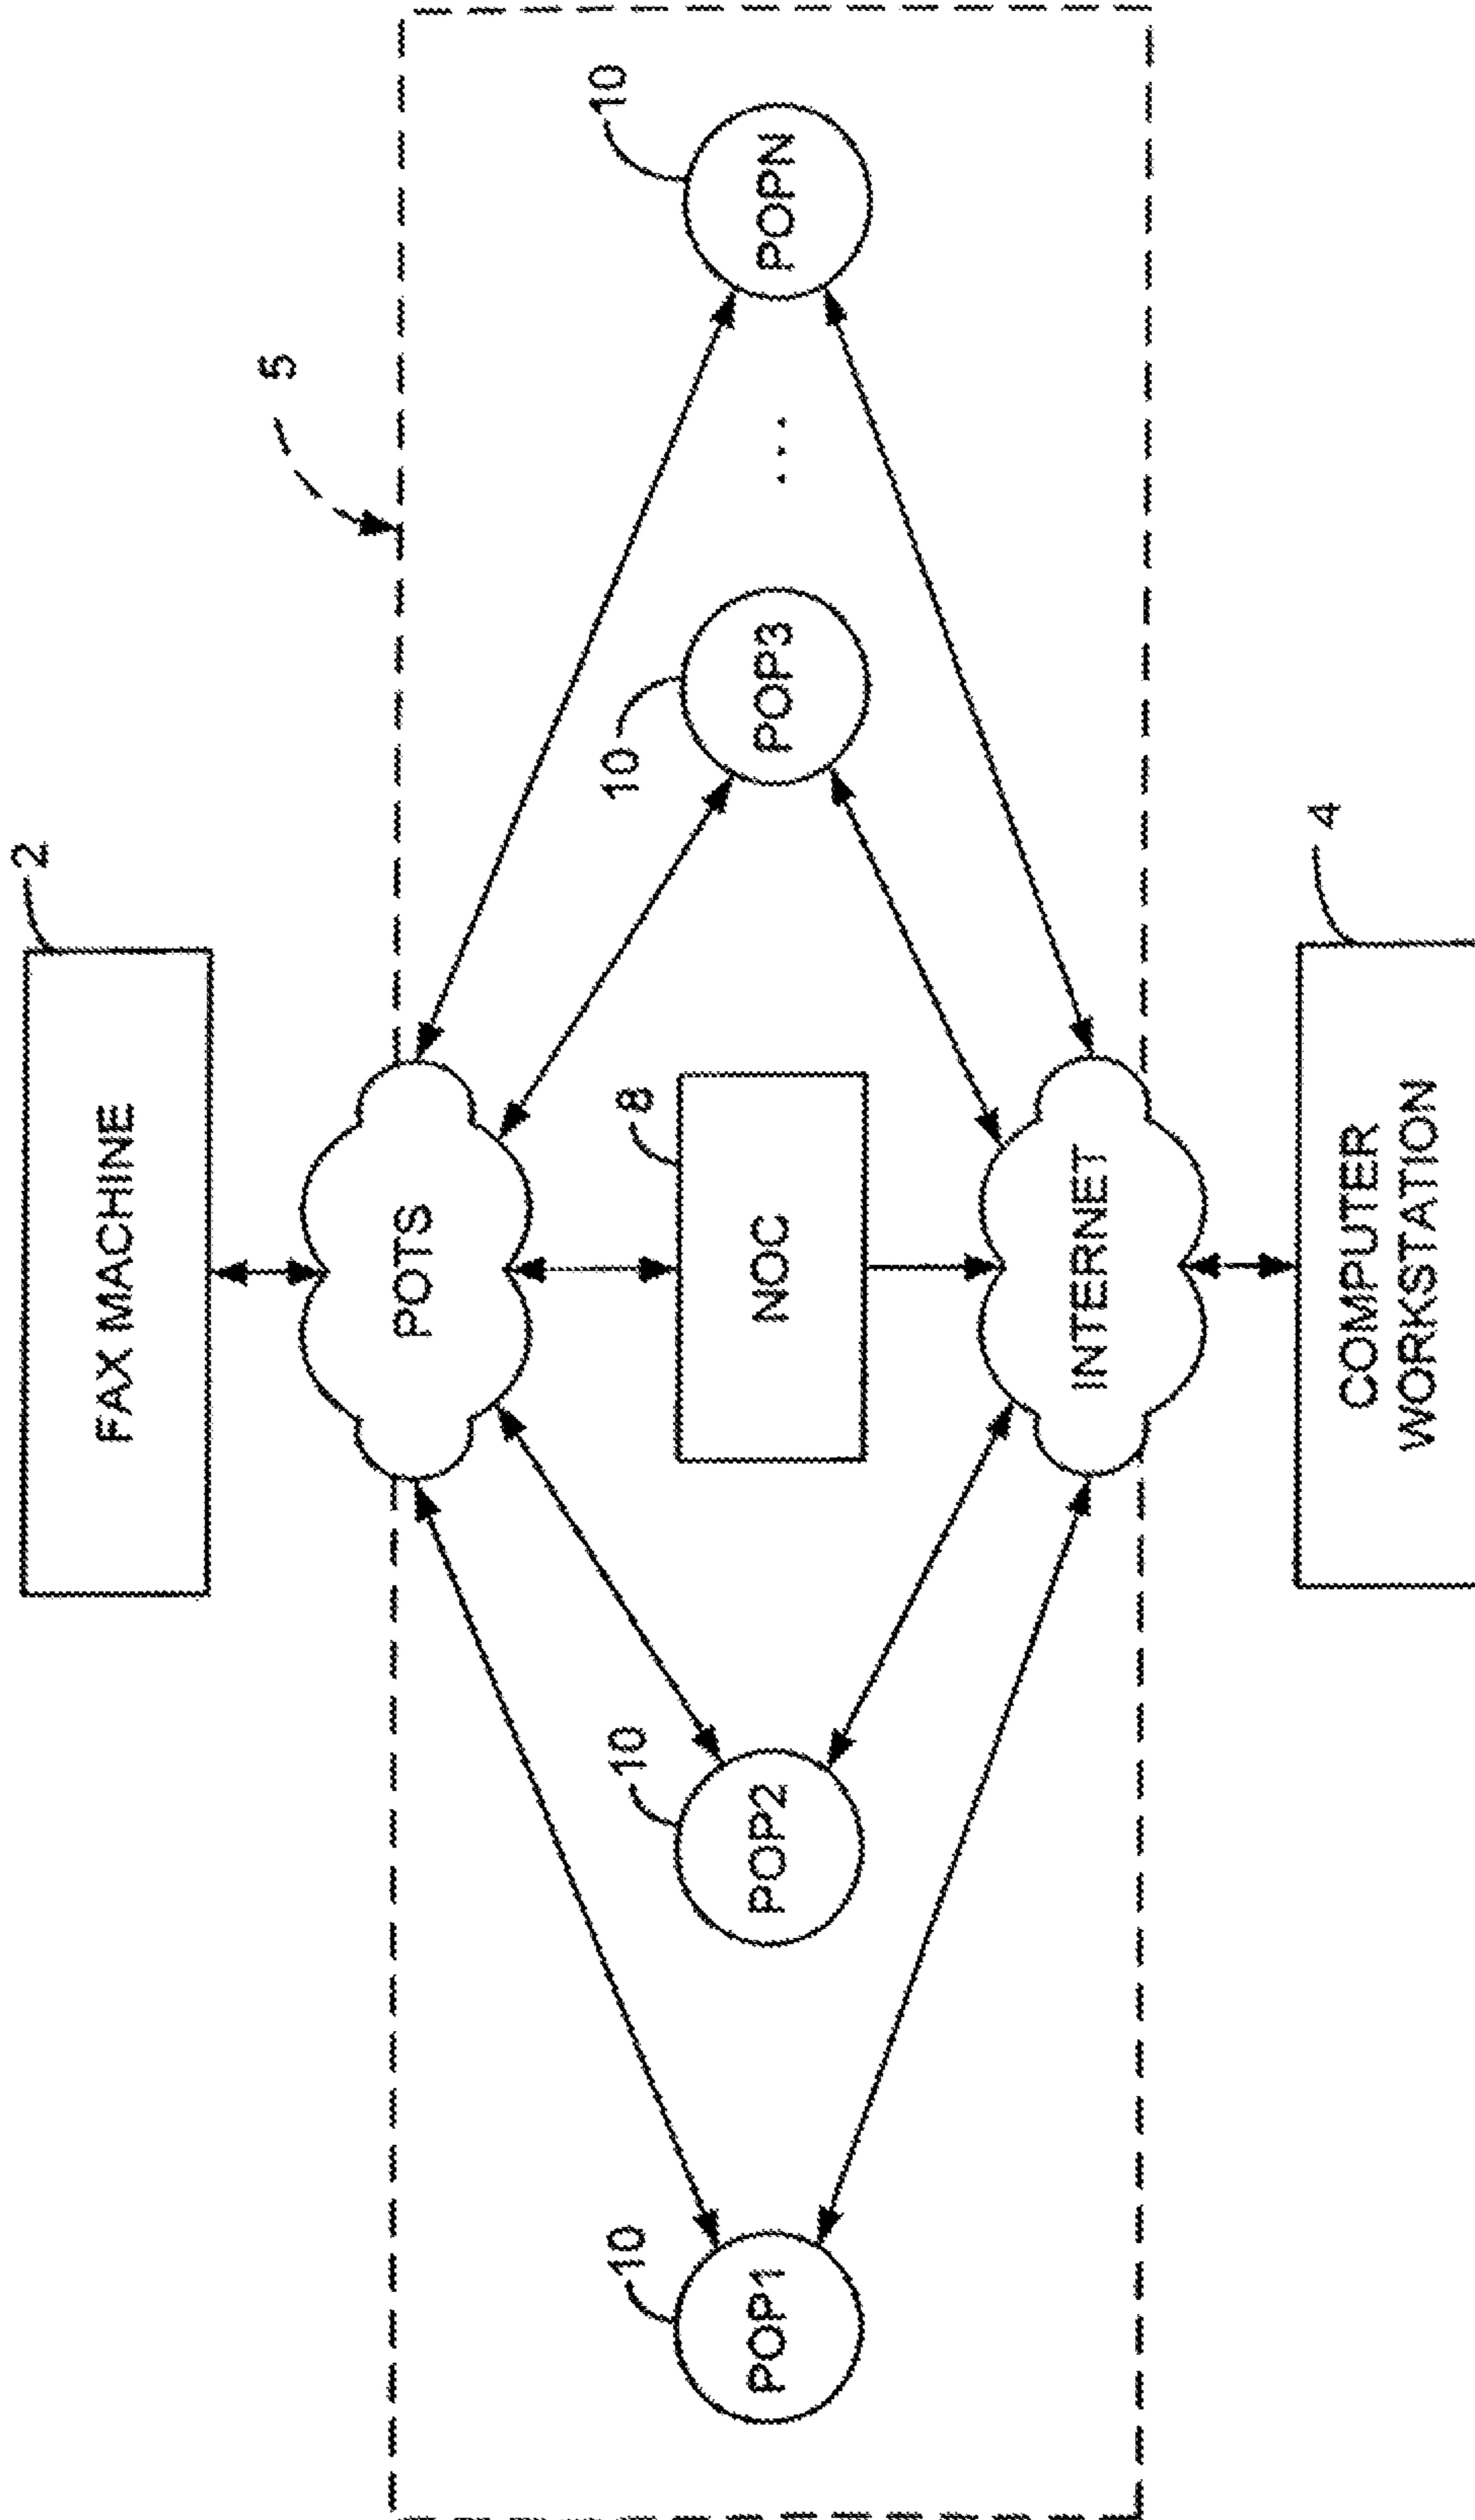 FAX MACHINE
2
5
POTS
10
POP1
10
POP2
8
NOC
10
POP3
...
10
POPN
INTERNET
COMPUTER
WORKSTATION
4